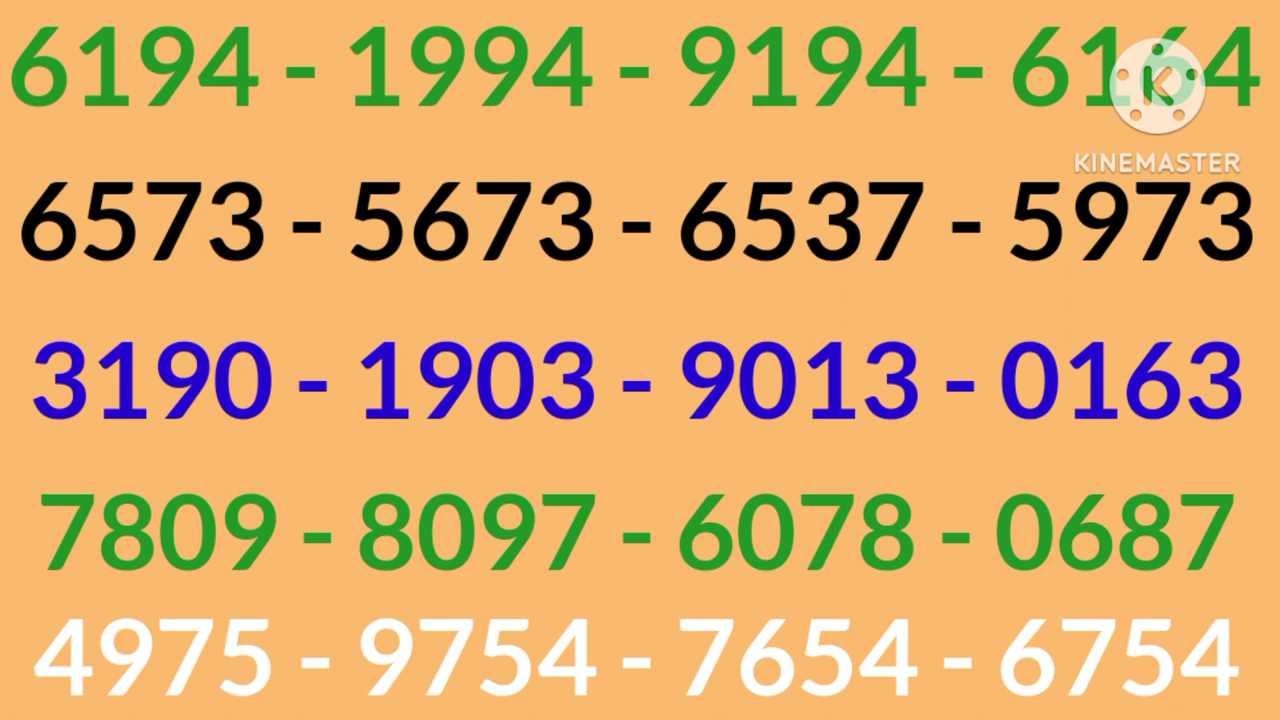 6194 - 1994 - 9194 - 6164
KINEMASTER
6573 - 5673 - 6537 - 5973
3190 - 1903 - 9013 - 0163
7809 - 8097 - 6078 - 0687
4975 - 9754 - 7654 - 6754